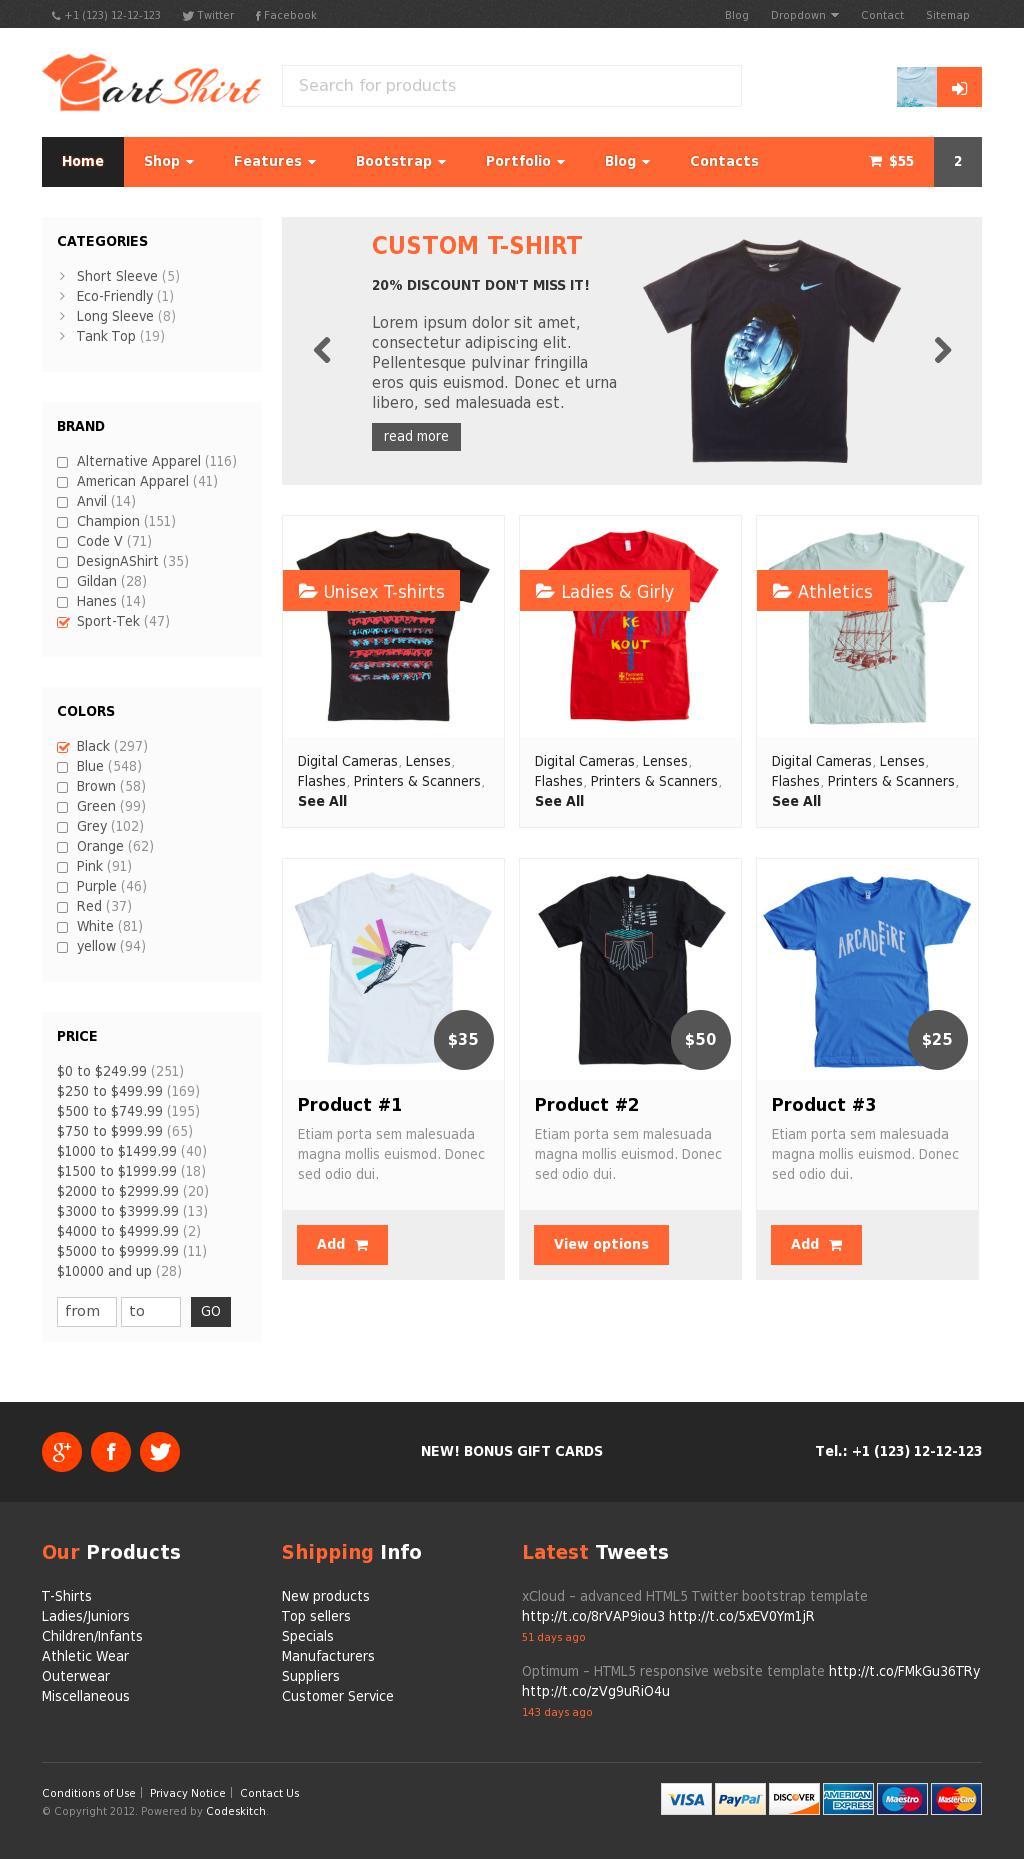 +1 (123) 12-12-123 Twitter Facebook Blog Dropdown Contact Sitemap
CartShirt
Search for products
Home Shop Features Bootstrap Portfolio Blog Contacts $55 2
CATEGORIES
Short Sleeve (5)
Eco-Friendly (1)
Long Sleeve (8)
Tank Top (19)
BRAND
Alternative Apparel (116)
American Apparel (41)
Anvil (14)
Champion (151)
Code V (71)
DesignAShirt (35)
Gildan (28)
Hanes (14)
Sport-Tek (47)
COLORS
Black (297)
Blue (548)
Brown (58)
Green (99)
Grey (102)
Orange (62)
Pink (91)
Purple (46)
Red (37)
White (81)
yellow (94)
PRICE
$0 to $249.99 (251)
$250 to $499.99 (169)
$500 to $749.99 (195)
$750 to $999.99 (65)
$1000 to $1499.99 (40)
$1500 to $1999.99 (18)
$2000 to $2999.99 (20)
$3000 to $3999.99 (13)
$4000 to $4999.99 (2)
$5000 to $9999.99 (11)
$10000 and up (28)
from to GO
CUSTOM T-SHIRT
20% DISCOUNT DON'T MISS IT!
Lorem ipsum dolor sit amet,
consectetur adipiscing elit.
Pellentesque pulvinar fringilla
eros quis euismod. Donec et urna
libero, sed malesuada est.
read more
Unisex T-shirts
Digital Cameras, Lenses,
Flashes, Printers & Scanners,
See All
Ladies & Girly
KE
KOUT
Digital Cameras, Lenses,
Flashes, Printers & Scanners,
See All
Athletics
Digital Cameras, Lenses,
Flashes, Printers & Scanners,
See All
$35
Product #1
Etiam porta sem malesuada
magna mollis euismod. Donec
sed odio dui.
Add
$50
Product #2
Etiam porta sem malesuada
magna mollis euismod. Donec
sed odio dui.
View options
ARCADE FIRE
$25
Product #3
Etiam porta sem malesuada
magna mollis euismod. Donec
sed odio dui.
Add
NEW! BONUS GIFT CARDS
Tel.: +1 (123) 12-12-123
Our Products
T-Shirts
Ladies/Juniors
Children/Infants
Athletic Wear
Outerwear
Miscellaneous
Shipping Info
New products
Top sellers
Specials
Manufacturers
Suppliers
Customer Service
Latest Tweets
xCloud – advanced HTML5 Twitter bootstrap template
http://t.co/8rVAP9iou3 http://t.co/5xEV0Ym1jR
51 days ago
Optimum – HTML5 responsive website template http://t.co/FMkGu36TRy
http://t.co/zVg9uRiO4u
143 days ago
Conditions of Use | Privacy Notice | Contact Us
© Copyright 2012. Powered by Codeskitch.
VISA PayPal DISCOVER AMERICAN EXPRESS Maestro MasterCard